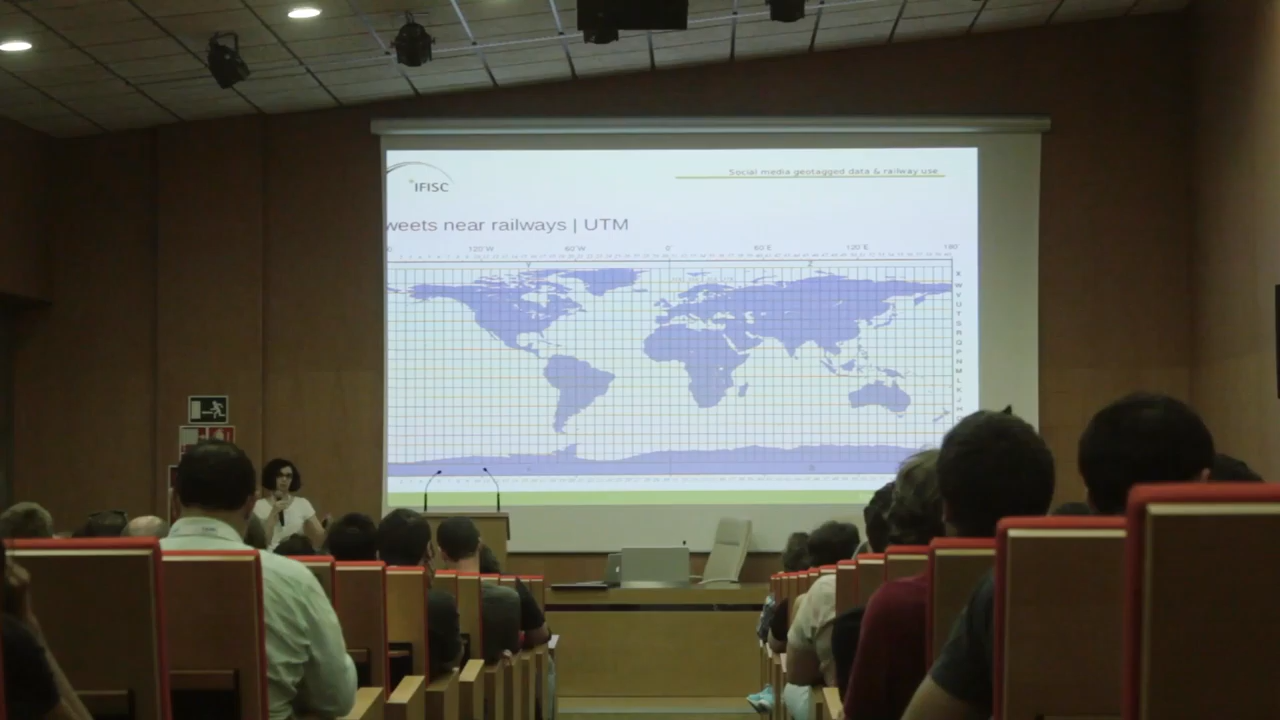 IFISC
Social media geotagged data & railway use
weets near railways | UTM
120°W 60°W 0° 60°E 120°E 180°
X
W
V
U
T
S
R
Q
P
N
M
L
K
J
H